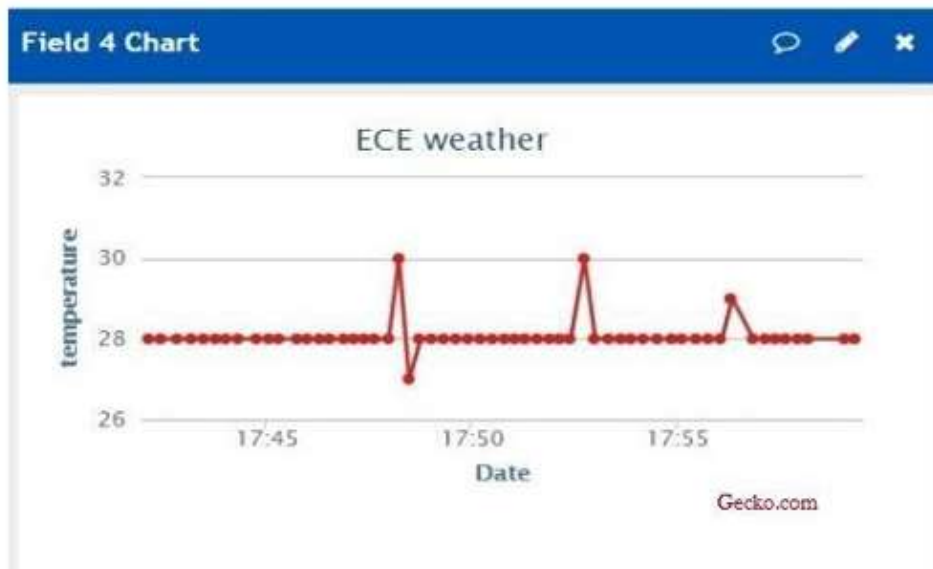 Field 4 Chart
ECE weather
32
30
28
26
temperature
17:45 17:50 17:55
Date
Gecko.com